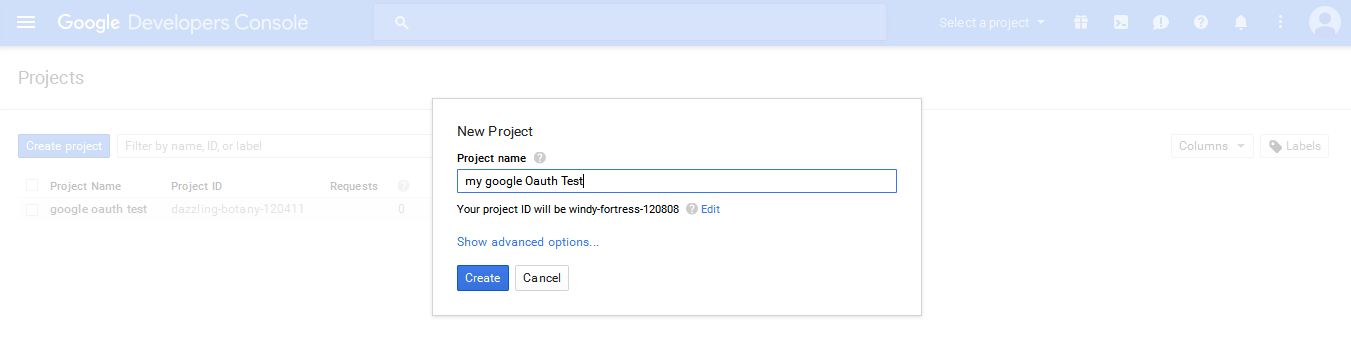 Google Developers Console
Select a project
Projects
Create project
Filter by name, ID, or label
Columns
Labels
Project Name Project ID Requests
google oauth test dazzling-botany-120411 0
New Project
Project name
my google Oauth Test
Your project ID will be windy-fortress-120808 Edit
Show advanced options...
Create Cancel